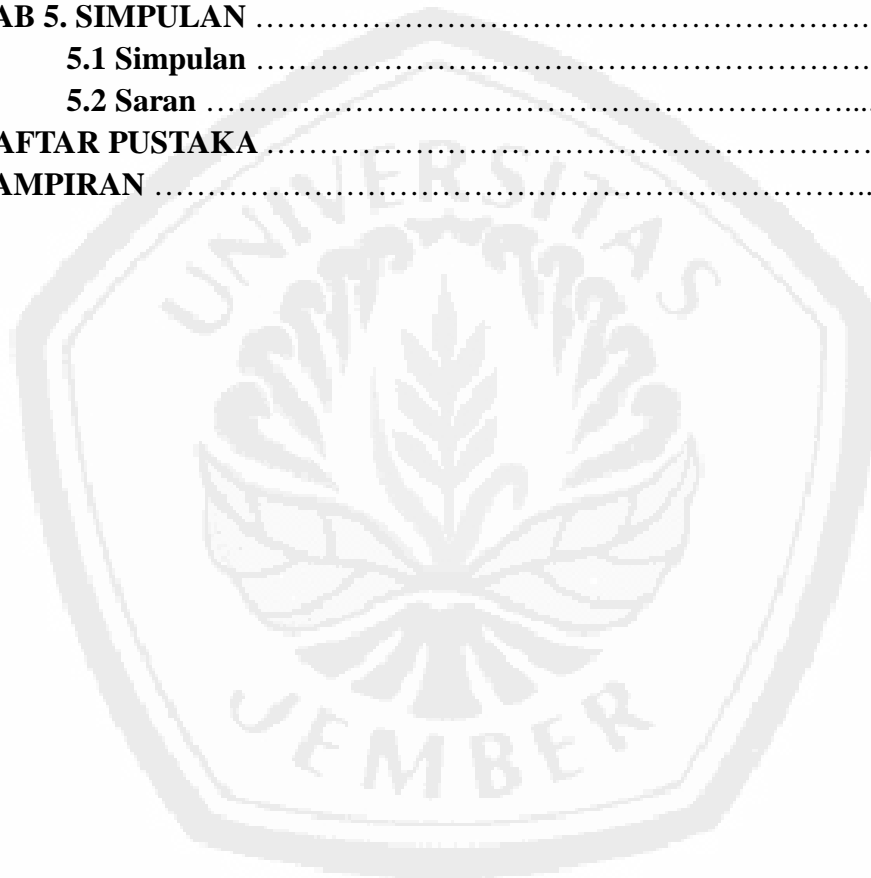 AB 5. SIMPULAN ……………………………………………………….
5.1 Simpulan ……………………………………………………….
5.2 Saran ………………………………………………………...
AFTAR PUSTAKA ……………………………………………………….
AMPIRAN ………………………………………………………………..
UNIVERSITAS
JEMBER